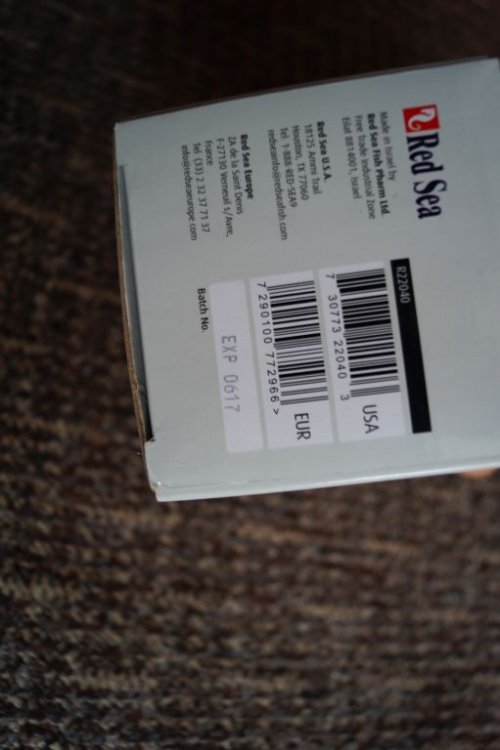 Red Sea
Made in Israel by
Red Sea Fish Pharm Ltd.
Free Trade Industrial Zone
Eilat 8814001, Israel
Red Sea U.S.A.
18125 Ammi Trail
Houston, TX 77060
Tel 1-888-RED-SEA9
redseainfo@redseafish.com
Red Sea Europe
ZA de la Saint Denis
F-27130 Verneuil s/Avre,
France
Tel (33) 2 32 37 71 37
info@redseaeurope.com
R22040
USA
7 30773 22040 3
EUR
7 290100 772966 >
Batch No.
EXP 0617